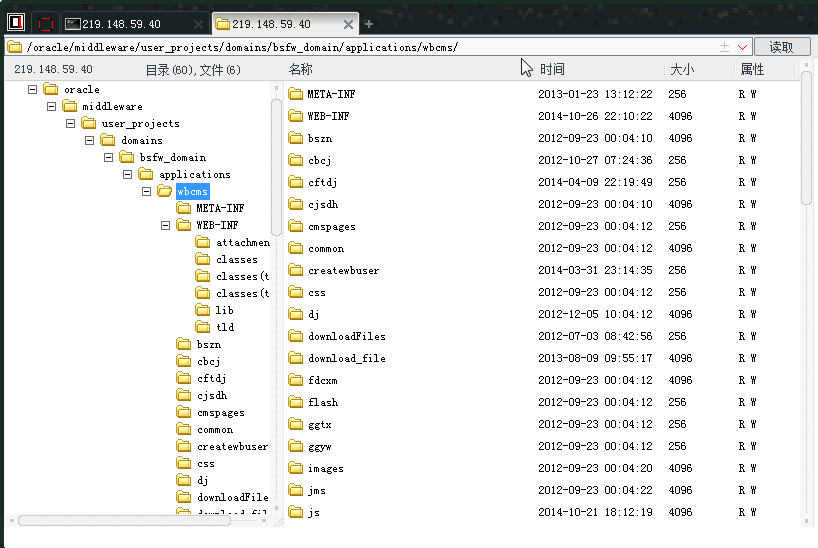 219.148.59.40 219.148.59.40
/oracle/middleware/user_projects/domains/bsfw_domain/applications/wbcms/ 读取
219.148.59.40 目录(60),文件(6) 名称 时间 大小 属性
oracle
middleware
user_projects
domains
bsfw_domain
applications
wbcms
META-INF
WEB-INF
attachmen
classes
classes(t
classes(t
lib
tld
bszn
cbcj
cftdj
cjsdh
cmspages
common
createwbuser
css
dj
downloadFile
download_fil
META-INF 2013-01-23 13:12:22 256 R W
WEB-INF 2014-10-26 22:10:22 4096 R W
bszn 2012-09-23 00:04:10 4096 R W
cbcj 2012-10-27 07:24:36 256 R W
cftdj 2014-04-09 22:19:49 256 R W
cjsdh 2012-09-23 00:04:10 4096 R W
cmspages 2012-09-23 00:04:12 256 R W
common 2012-09-23 00:04:12 4096 R W
createwbuser 2014-03-31 23:14:35 256 R W
css 2012-09-23 00:04:12 256 R W
dj 2012-12-05 10:04:12 4096 R W
downloadFiles 2012-07-03 08:42:56 256 R W
download_file 2013-08-09 09:55:17 4096 R W
fdcxm 2012-09-23 00:04:12 4096 R W
flash 2012-09-23 00:04:12 256 R W
ggtx 2012-09-23 00:04:12 256 R W
ggyw 2012-09-23 00:04:12 256 R W
images 2012-09-23 00:04:20 4096 R W
jms 2012-09-23 00:04:22 4096 R W
js 2014-10-21 18:12:19 4096 R W